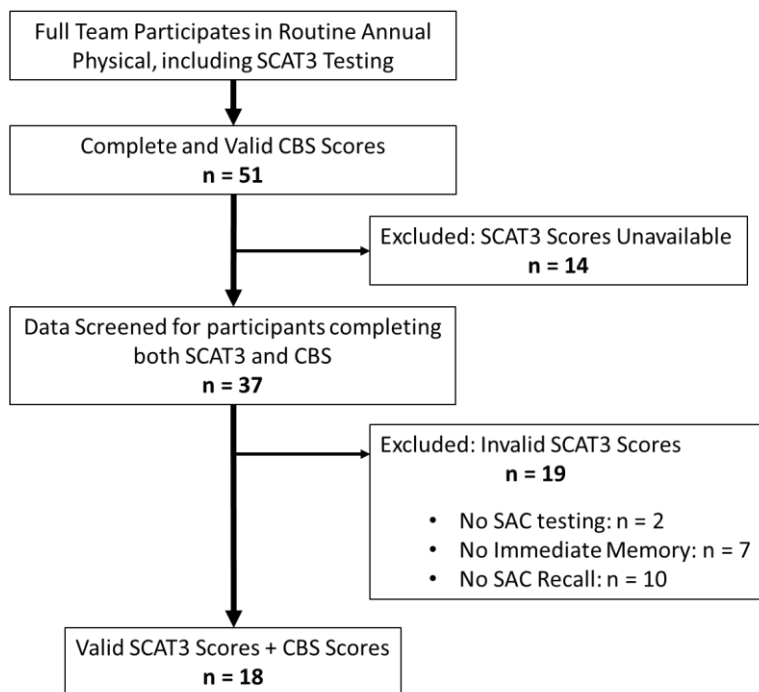 Full Team Participates in Routine Annual
Physical, including SCAT3 Testing
Complete and Valid CBS Scores
n = 51
Excluded: SCAT3 Scores Unavailable
n = 14
Data Screened for participants completing
both SCAT3 and CBS
n = 37
Excluded: Invalid SCAT3 Scores
n = 19
• No SAC testing: n = 2
• No Immediate Memory: n = 7
• No SAC Recall: n = 10
Valid SCAT3 Scores + CBS Scores
n = 18